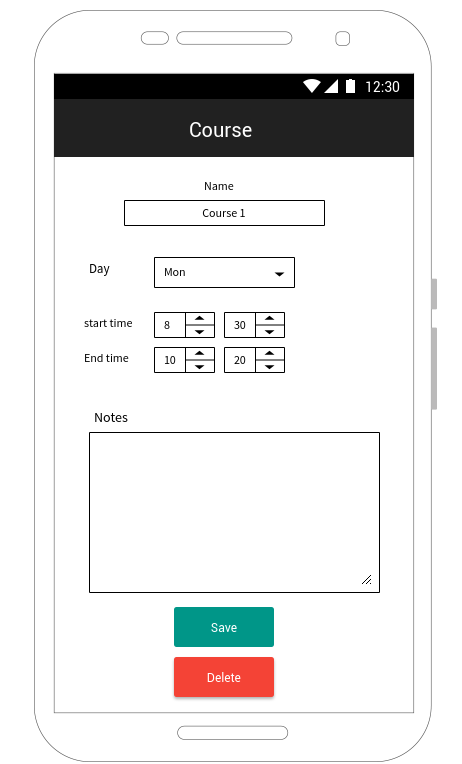 12:30
Course
Name
Course 1
Day
Mon
start time
8
30
End time
10
20
Notes
Save
Delete